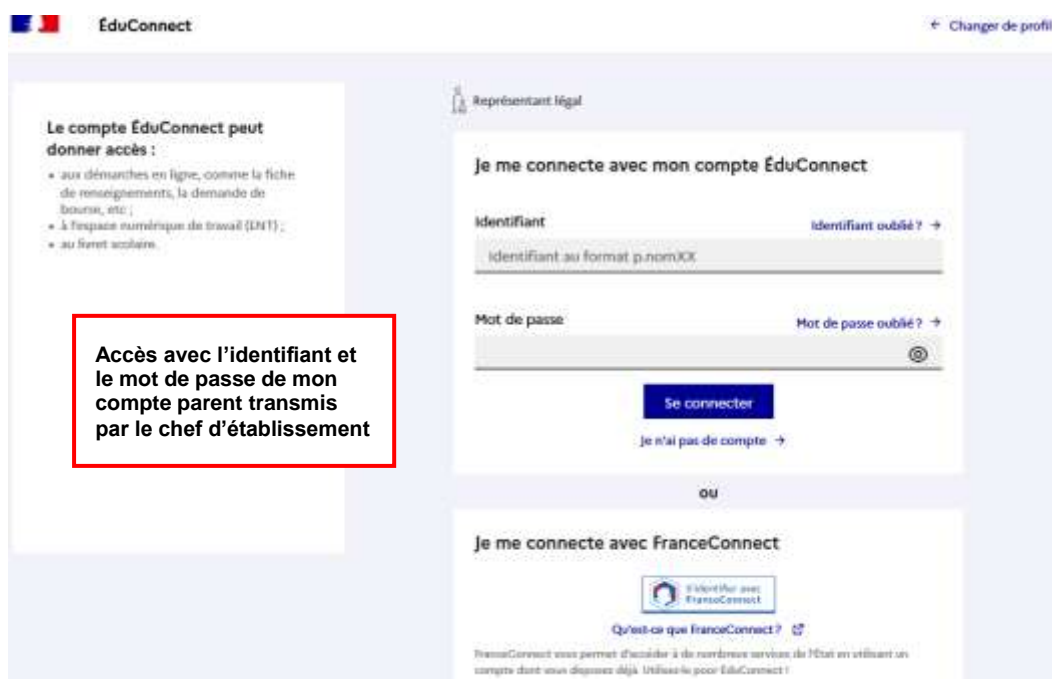 ÉduConnect
← Changer de profil
Le compte ÉduConnect peut
donner accès :
• aux démarches en ligne, comme la fiche
de renseignements, la demande de
bourse, etc ;
• à l'espace numérique de travail (ENT) ;
• au livret scolaire.
Accès avec l'identifiant et
le mot de passe de mon
compte parent transmis
par le chef d'établissement
Représentant légal
Je me connecte avec mon compte ÉduConnect
Identifiant
Identifiant oublié ? →
Identifiant au format p.nomXX
Mot de passe
Mot de passe oublié ? →
Se connecter
Je n'ai pas de compte →
ou
Je me connecte avec FranceConnect
S'identifier avec
FranceConnect
Qu'est-ce que FranceConnect ?
FranceConnect vous permet d'accéder à de nombreux services de l'État en utilisant un
compte dont vous disposez déjà. Utilisez-le pour ÉduConnect !